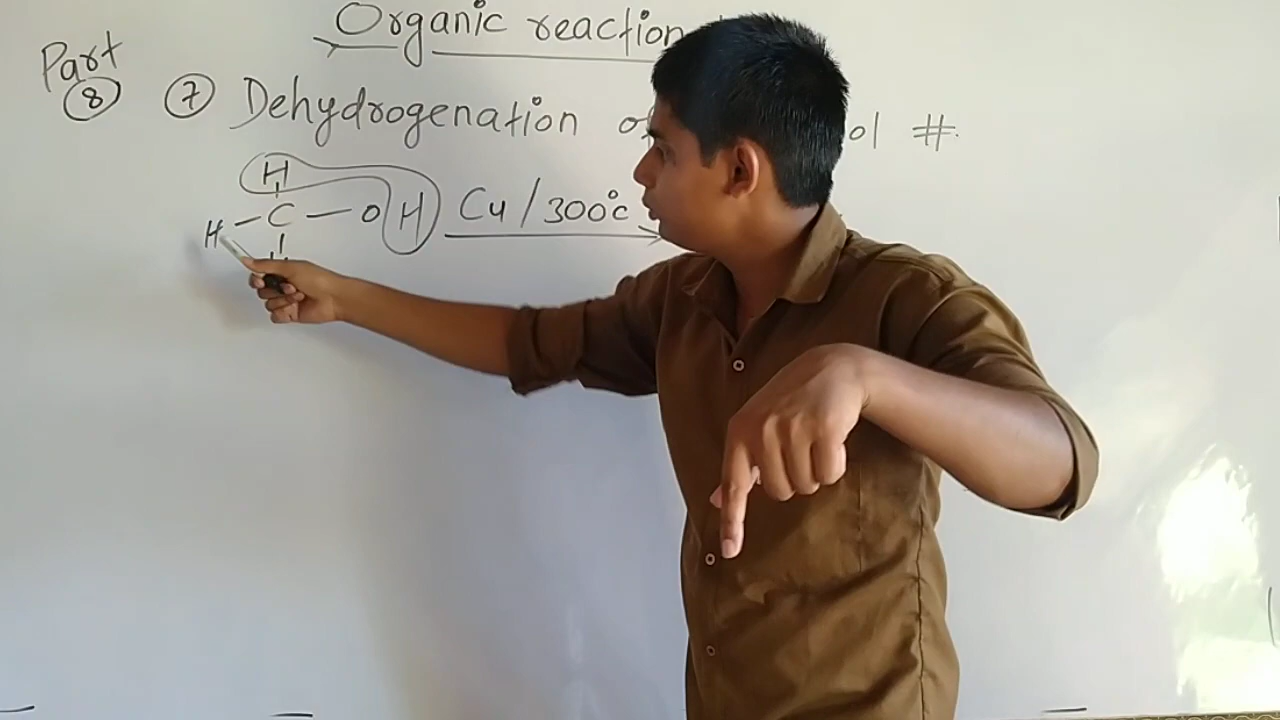 Organic reaction
Part
8 7 Dehydrogenation of ol #
H
H - C - O H Cu / 300°c
H